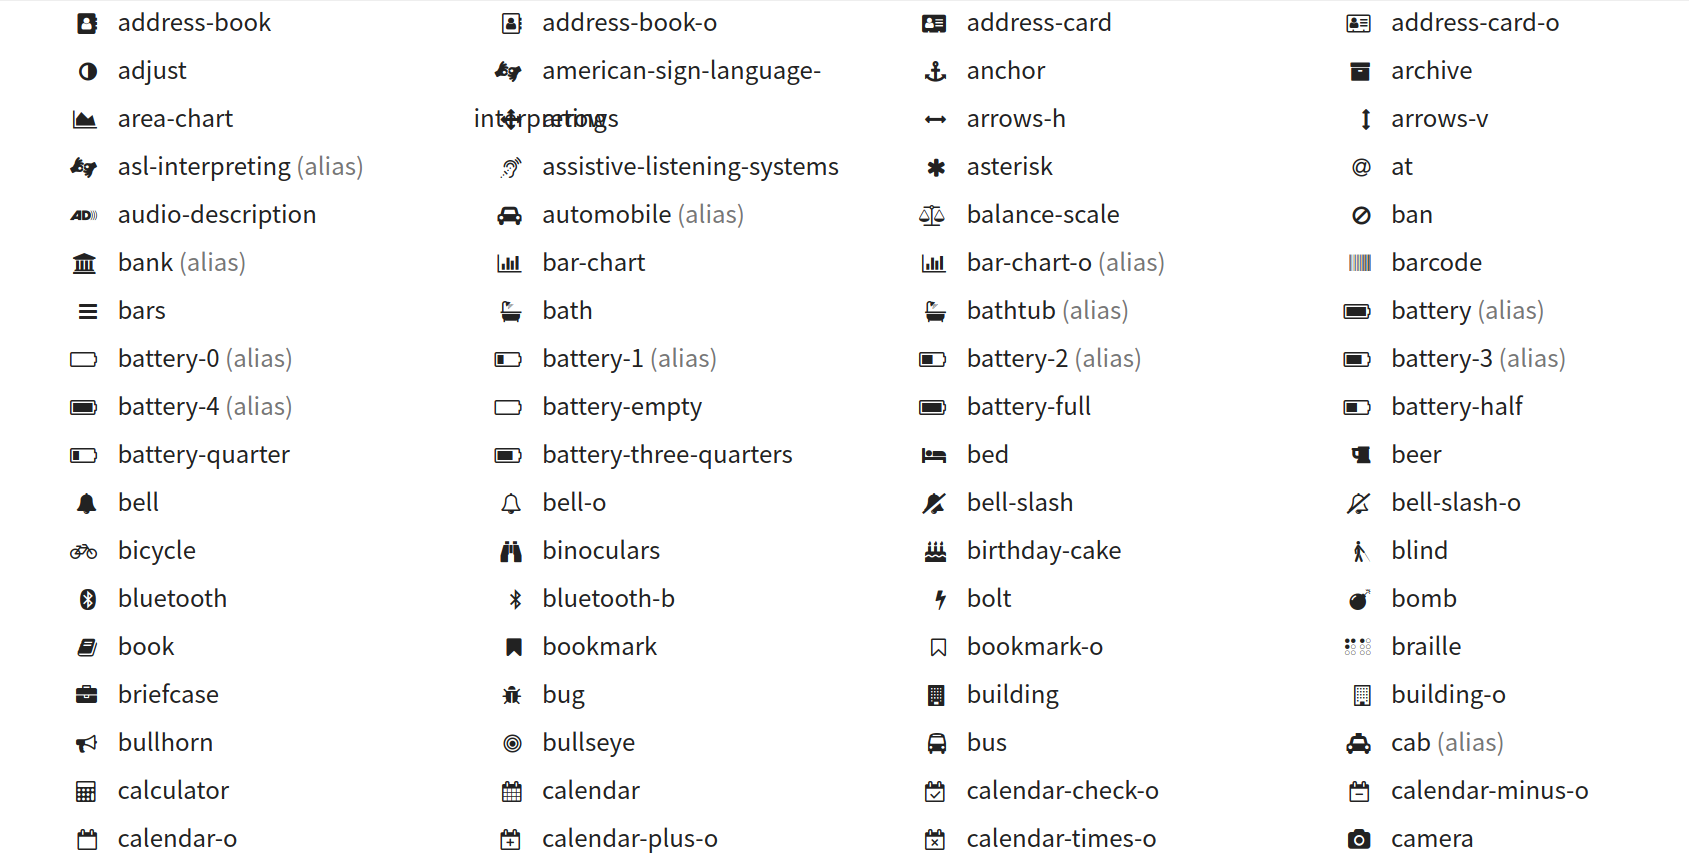 address-book address-book-o address-card address-card-o
adjust american-sign-language- anchor archive
area-chart interpreting arrows arrows-h arrows-v
asl-interpreting (alias) assistive-listening-systems asterisk at
audio-description automobile (alias) balance-scale ban
bank (alias) bar-chart bar-chart-o (alias) barcode
bars bath bathtub (alias) battery (alias)
battery-0 (alias) battery-1 (alias) battery-2 (alias) battery-3 (alias)
battery-4 (alias) battery-empty battery-full battery-half
battery-quarter battery-three-quarters bed beer
bell bell-o bell-slash bell-slash-o
bicycle binoculars birthday-cake blind
bluetooth bluetooth-b bolt bomb
book bookmark bookmark-o braille
briefcase bug building building-o
bullhorn bullseye bus cab (alias)
calculator calendar calendar-check-o calendar-minus-o
calendar-o calendar-plus-o calendar-times-o camera